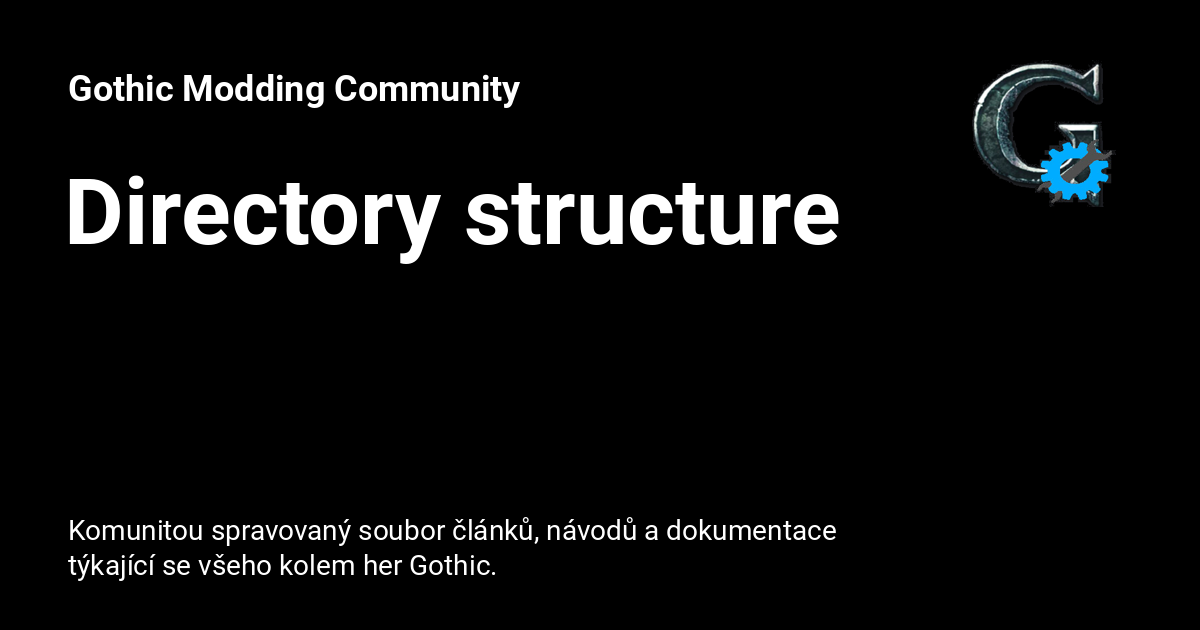 Gothic Modding Community
Directory structure
Komunitou spravovaný soubor článků, návodů a dokumentace
týkající se všeho kolem her Gothic.